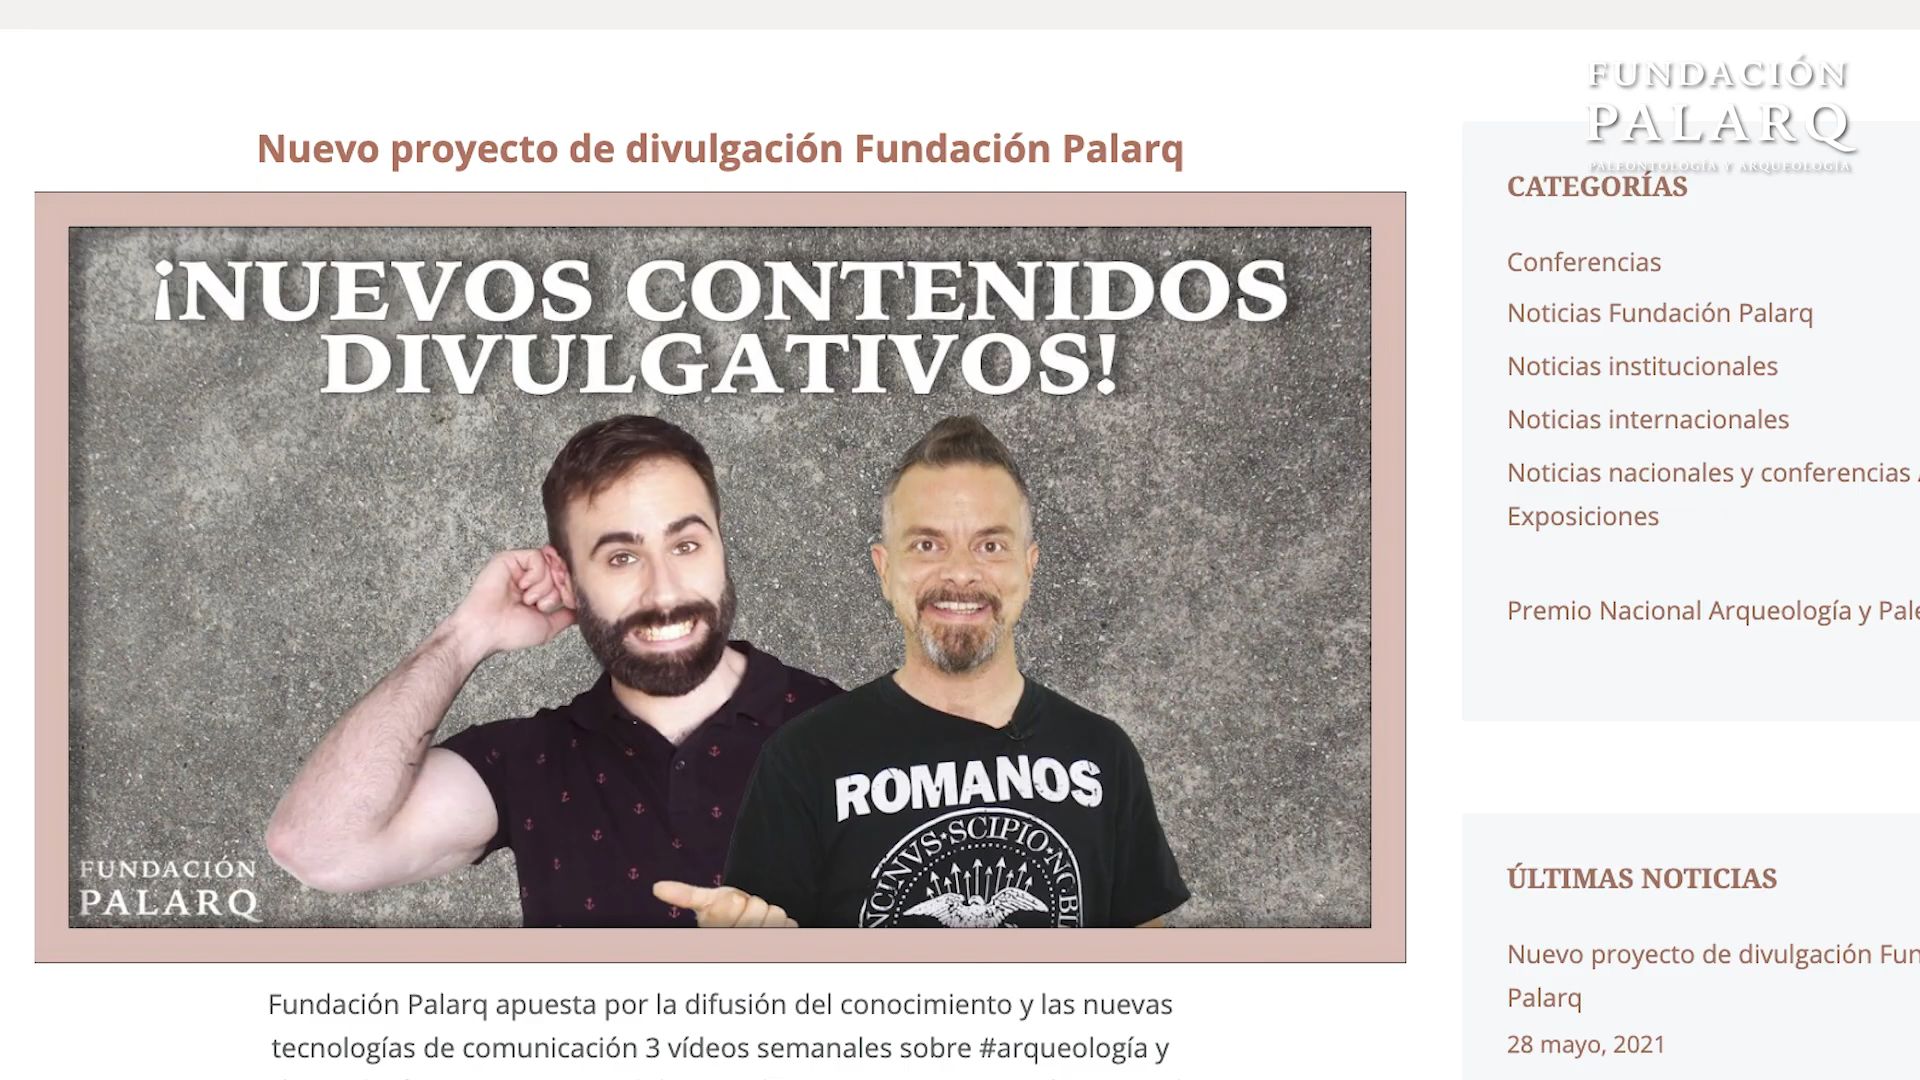 FUNDACIÓN
PALARQ
PALEONTOLOGÍA Y ARQUEOLOGÍA
Nuevo proyecto de divulgación Fundación Palarq
¡NUEVOS CONTENIDOS
DIVULGATIVOS!
ROMANOS
SCIPIO
FUNDACIÓN
PALARQ
Fundación Palarq apuesta por la difusión del conocimiento y las nuevas
tecnologías de comunicación 3 vídeos semanales sobre #arqueología y
CATEGORÍAS
Conferencias
Noticias Fundación Palarq
Noticias institucionales
Noticias internacionales
Noticias nacionales y conferencias
Exposiciones
Premio Nacional Arqueología y
ÚLTIMAS NOTICIAS
Nuevo proyecto de divulgación
Palarq
28 mayo, 2021